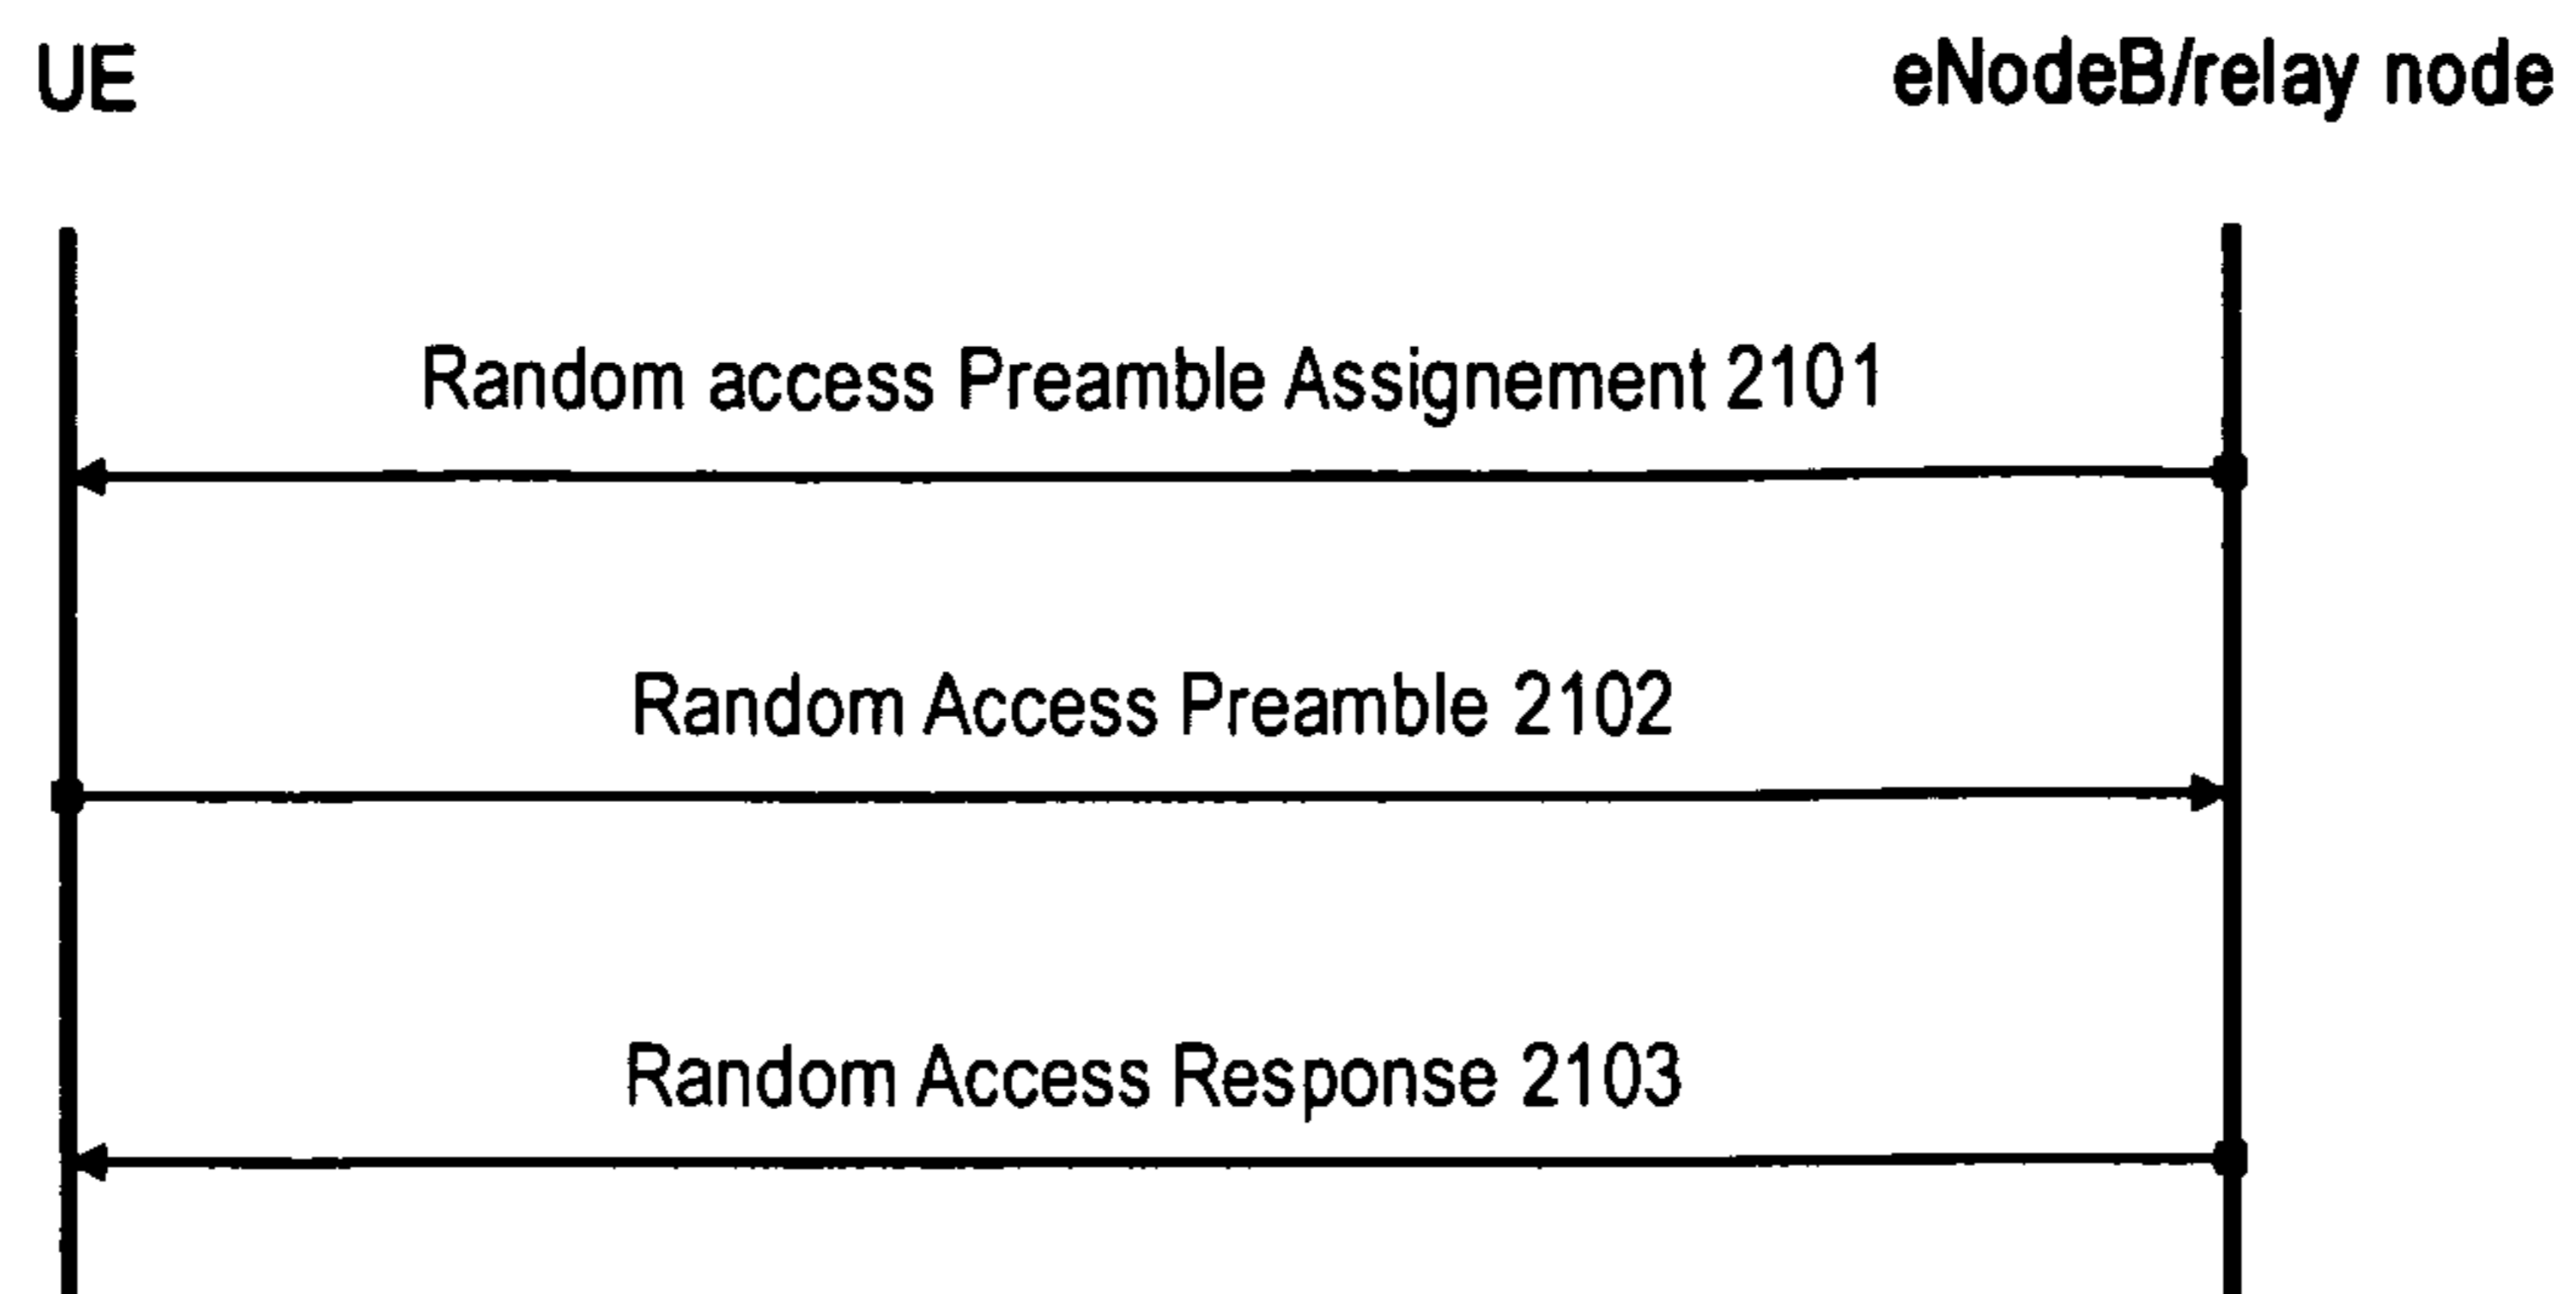 UE
eNodeB/relay node
Random access Preamble Assignement 2101
Random Access Preamble 2102
Random Access Response 2103